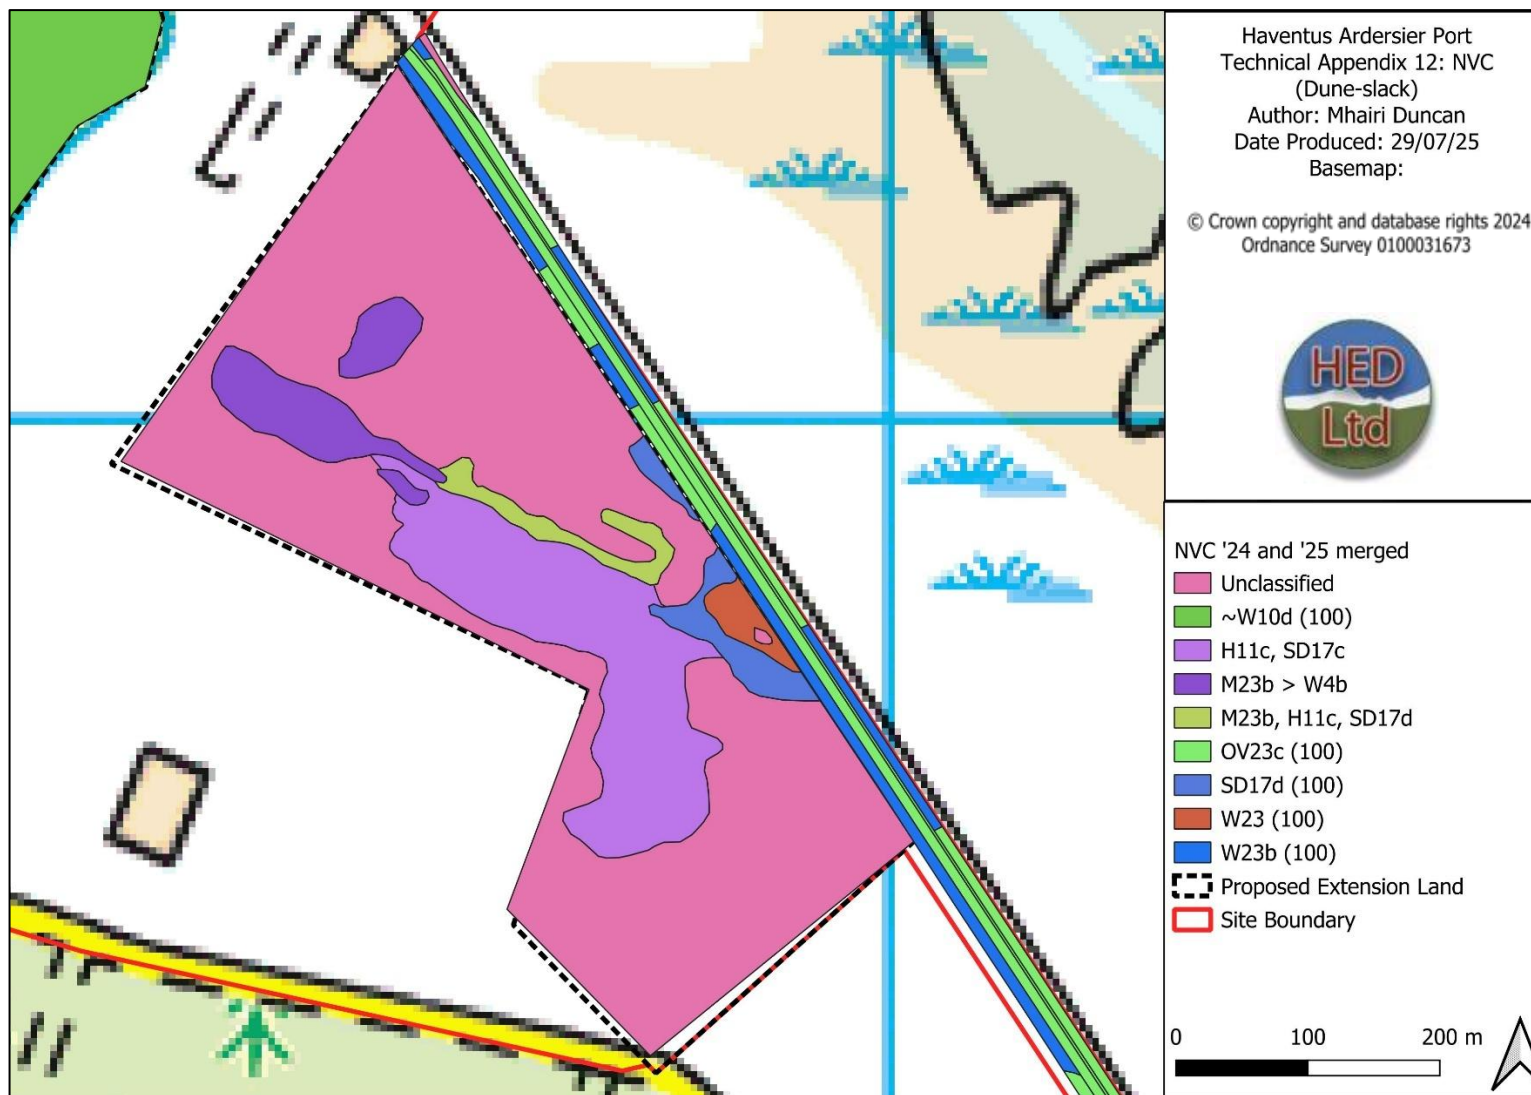 Haventus Ardersier Port
Technical Appendix 12: NVC
(Dune-slack)
Author: Mhairi Duncan
Date Produced: 29/07/25
Basemap:
© Crown copyright and database rights 2024
Ordnance Survey 0100031673
HED
Ltd
NVC '24 and '25 merged
Unclassified
~W10d (100)
H11c, SD17c
M23b > W4b
M23b, H11c, SD17d
OV23c (100)
SD17d (100)
W23 (100)
W23b (100)
Proposed Extension Land
Site Boundary
0 100 200 m